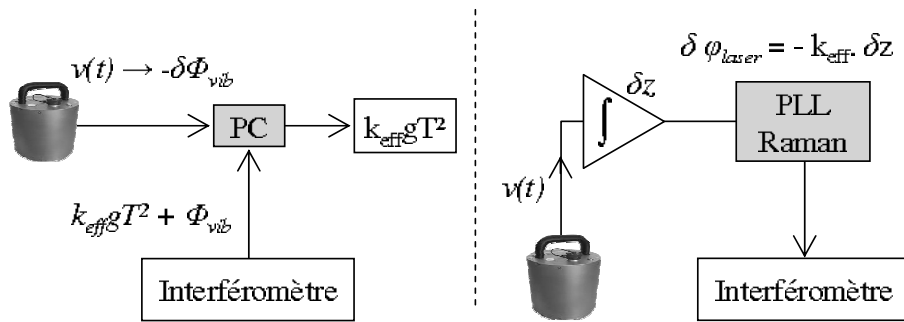 v(t) → -δΦvib
PC
keffgT²
keffgT² + Φvib
Interféromètre
δ φlaser = - keff. δz
δz
∫
PLL
Raman
v(t)
Interféromètre